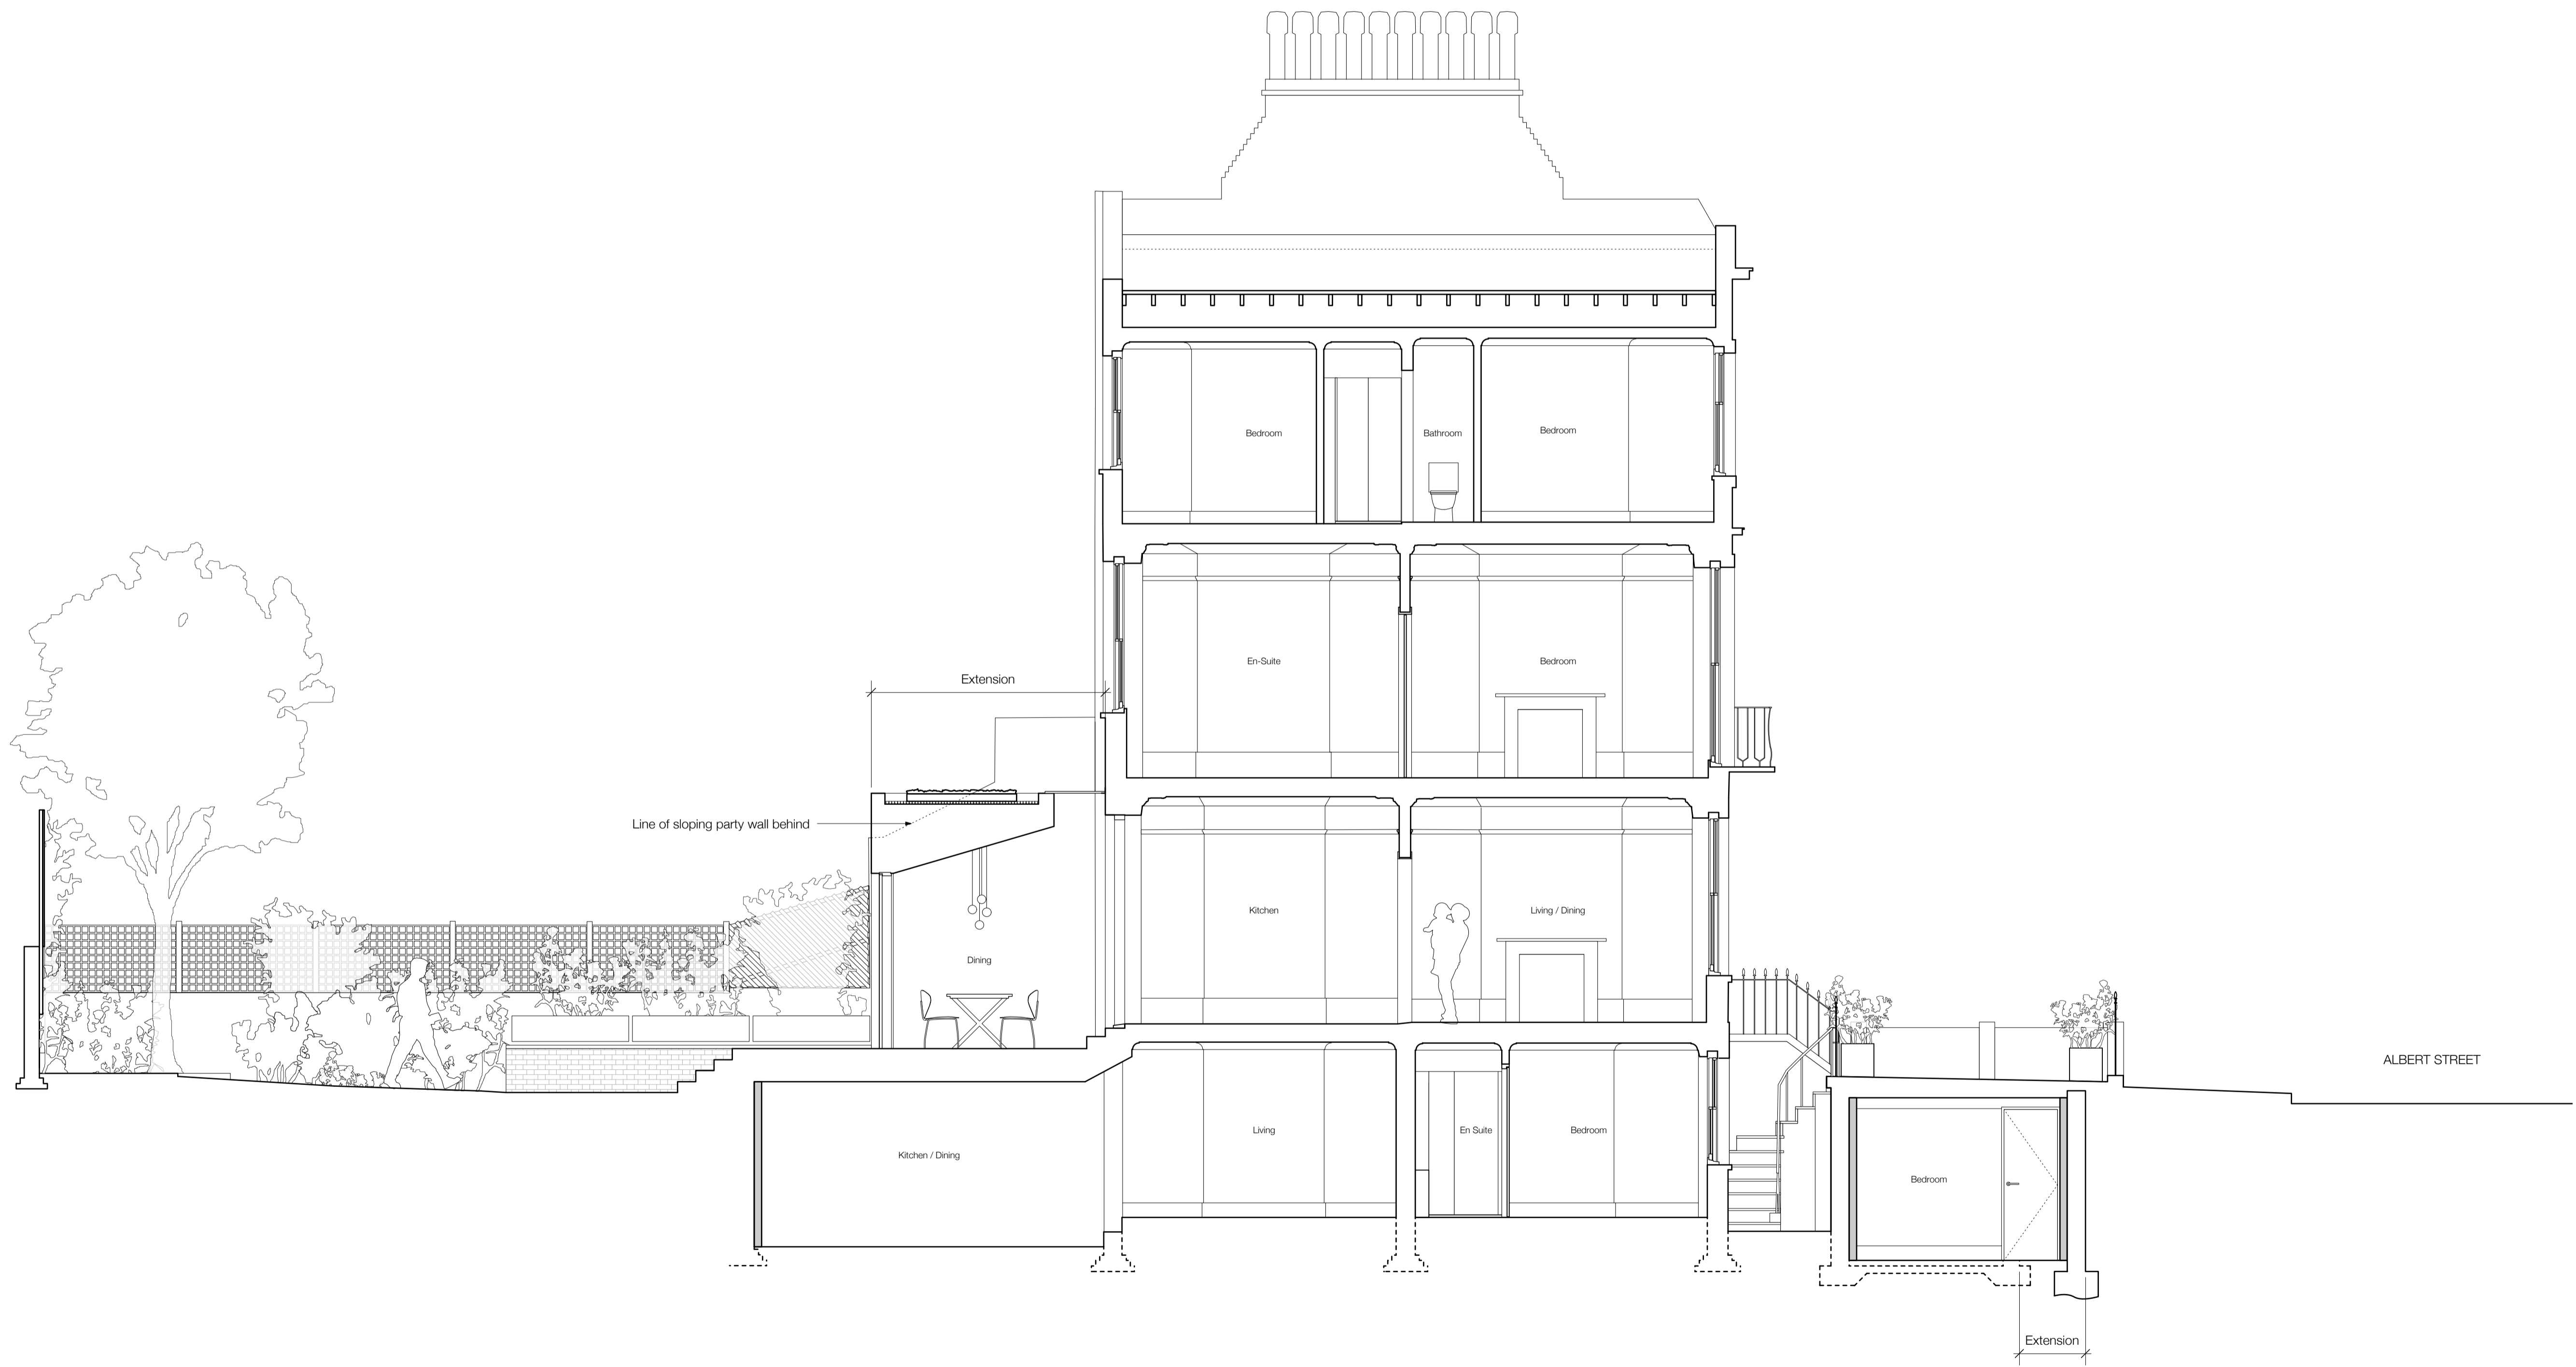 Bedroom
Bathroom
Bedroom
En-Suite
Bedroom
Extension
Line of sloping party wall behind
Kitchen
Living / Dining
Dining
ALBERT STREET
Living
En Suite
Bedroom
Kitchen / Dining
Bedroom
Extension